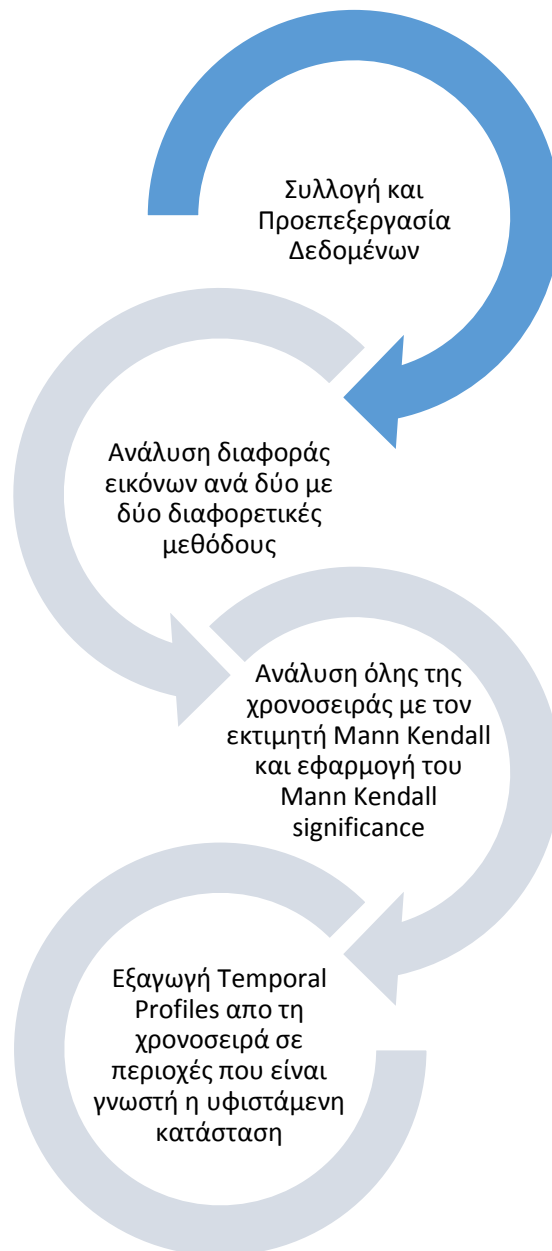 Συλλογή και
Προεπεξεργασία
Δεδομένων
Ανάλυση διαφοράς
εικόνων ανά δύο με
δύο διαφορετικές
μεθόδους
Ανάλυση όλης της
χρονοσειράς με τον
εκτιμητή Mann Kendall
και εφαρμογή του
Mann Kendall
significance
Εξαγωγή Temporal
Profiles απο τη
χρονοσειρά σε
περιοχές που είναι
γνωστή η υφιστάμενη
κατάσταση